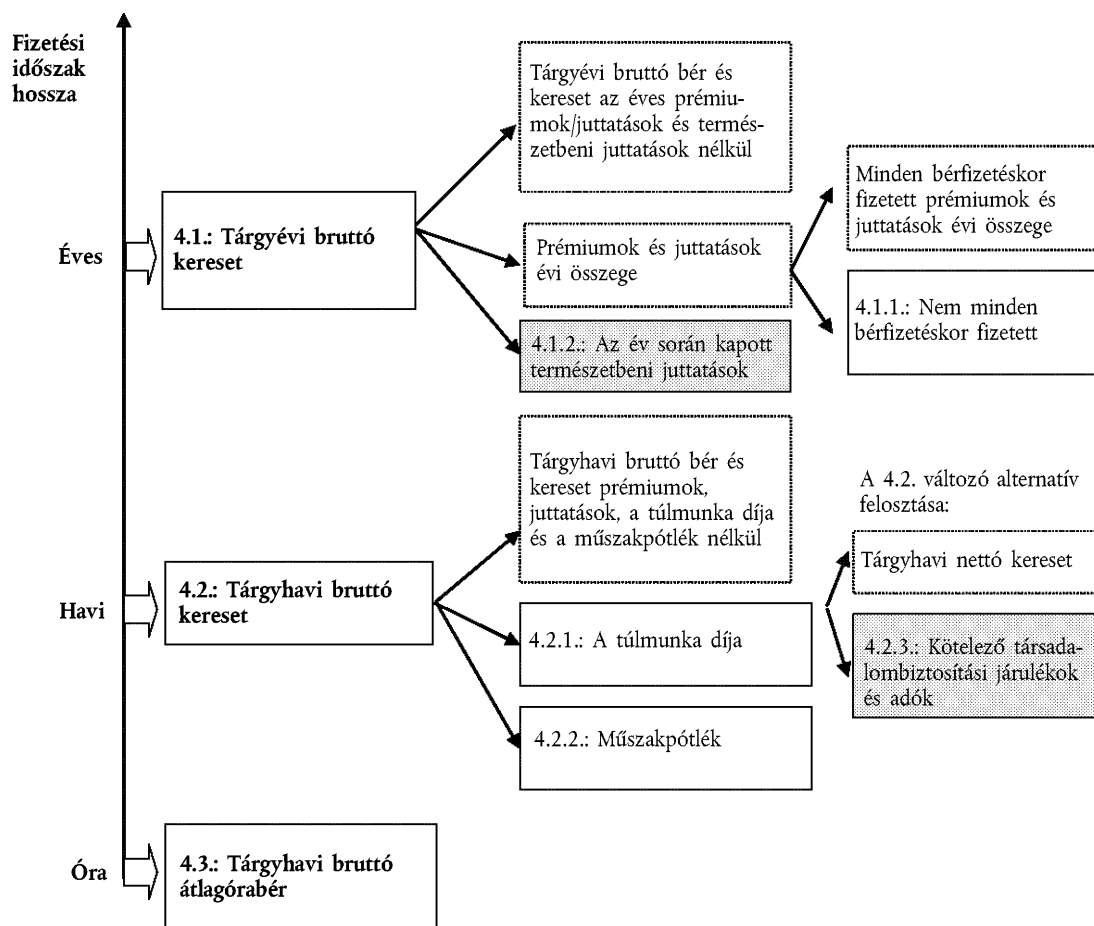 Fizetési
időszak
hossza
Tárgyévi bruttó bér és
kereset az éves prémiu-
mok/juttatások és termé-
szetbeni juttatások nélkül
Minden bérfizetéskor
fizetett prémiumok és
juttatások évi összege
Éves
4.1.: Tárgyévi bruttó
kereset
Prémiumok és juttatások
évi összege
4.1.1.: Nem minden
bérfizetéskor fizetett
4.1.2.: Az év során kapott
természetbeni juttatások
Tárgyhavi bruttó bér és
kereset prémiumok,
juttatások, a túlmunka díja
és a műszakpótlék nélkül
A 4.2. változó alternatív
felosztása:
Tárgyhavi nettó kereset
Havi
4.2.: Tárgyhavi bruttó
kereset
4.2.1.: A túlmunka díja
4.2.3.: Kötelező társada-
lombiztosítási járulékok
és adók
4.2.2.: Műszakpótlék
Óra
4.3.: Tárgyhavi bruttó
átlagórabér